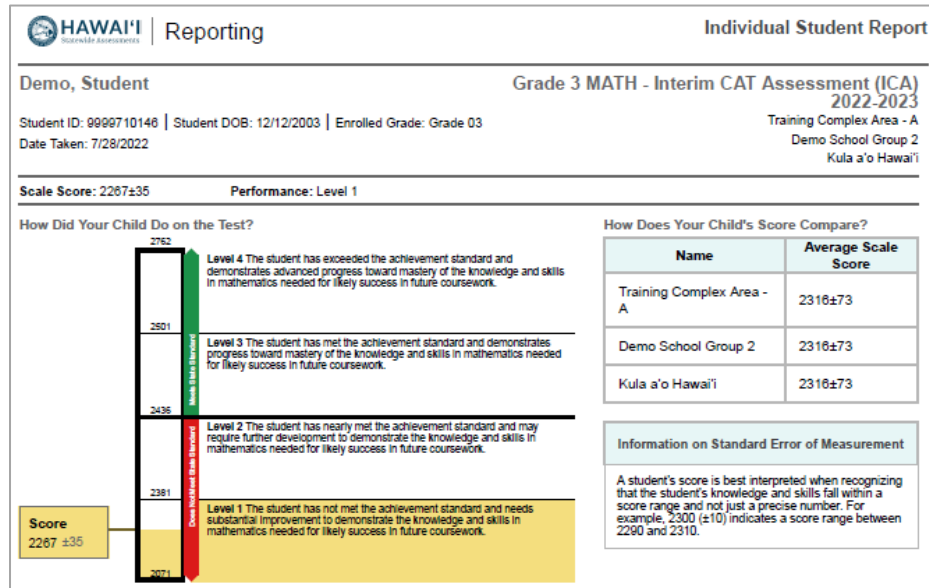 HAWAIʻI
Statewide Assessments
Reporting
Individual Student Report
Demo, Student
Grade 3 MATH - Interim CAT Assessment (ICA)
2022-2023
Student ID: 9999710146 | Student DOB: 12/12/2003 | Enrolled Grade: Grade 03
Training Complex Area - A
Date Taken: 7/28/2022
Demo School Group 2
Kula a'o Hawai'i
Scale Score: 2267±35
Performance: Level 1
How Did Your Child Do on the Test?
2762
Level 4 The student has exceeded the achievement standard and
demonstrates advanced progress toward mastery of the knowledge and skills
in mathematics needed for likely success in future coursework.
2501
Level 3 The student has met the achievement standard and demonstrates
progress toward mastery of the knowledge and skills in mathematics needed
for likely success in future coursework.
Meets State Standard
2436
Level 2 The student has nearly met the achievement standard and may
require further development to demonstrate the knowledge and skills in
mathematics needed for likely success in future coursework.
Does Not Meet State Standard
2381
Level 1 The student has not met the achievement standard and needs
substantial improvement to demonstrate the knowledge and skills in
mathematics needed for likely success in future coursework.
Score
2267 ±35
2071
How Does Your Child's Score Compare?
Name
Average Scale
Score
Training Complex Area -
A
2316±73
Demo School Group 2
2316±73
Kula a'o Hawai'i
2316±73
Information on Standard Error of Measurement
A student's score is best interpreted when recognizing
that the student's knowledge and skills fall within a
score range and not just a precise number. For
example, 2300 (±10) indicates a score range between
2290 and 2310.